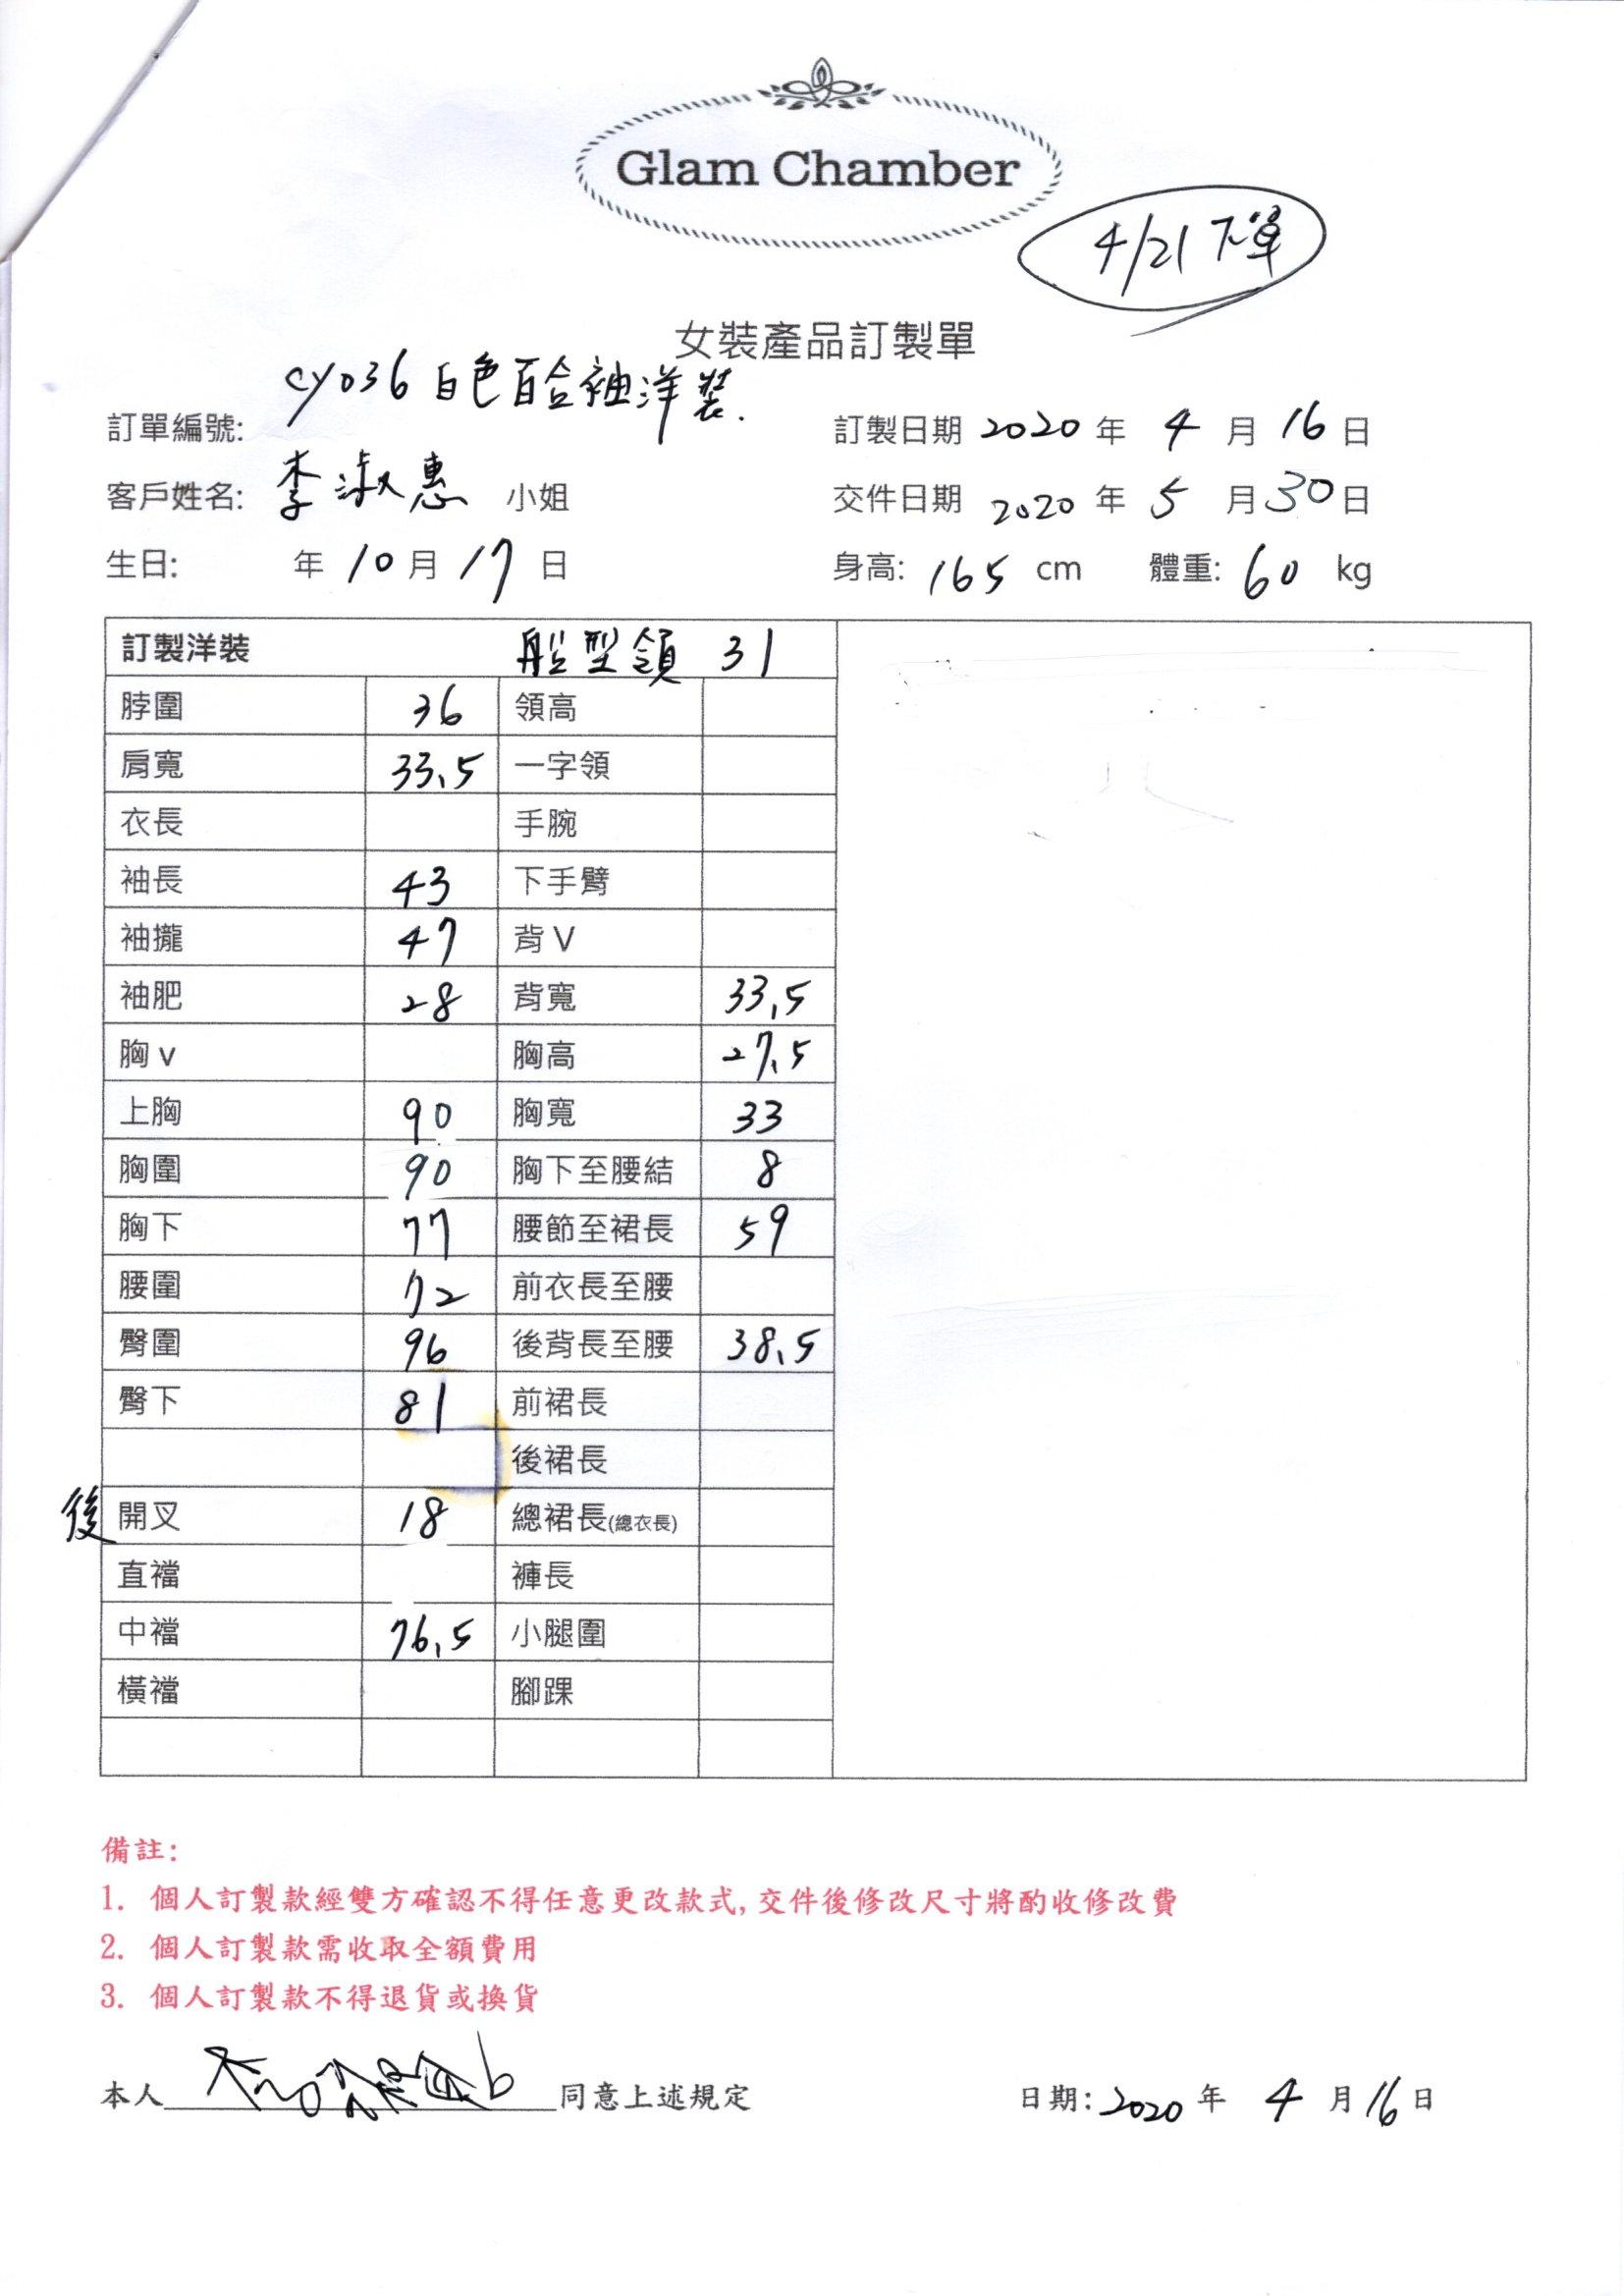 Glam Chamber
4/21 下單
女裝產品訂製單
訂單編號: cy036 白色百合袖洋裝.
訂製日期 2020 年 4 月 16 日
客戶姓名: 李淑惠 小姐
交件日期 2020 年 5 月 30 日
生日: 年 10 月 17 日
身高: 165 cm 體重: 60 kg
訂製洋裝 船型領 31
脖圍 36 領高
肩寬 33.5 一字領
衣長 手腕
袖長 43 下手臂
袖攏 47 背 V
袖肥 28 背寬 33.5
胸 v 胸高 27.5
上胸 90 胸寬 33
胸圍 90 胸下至腰結 8
胸下 77 腰節至裙長 59
腰圍 72 前衣長至腰
臀圍 96 後背長至腰 38.5
臀下 81 前裙長
後裙長
後 開叉 18 總裙長(總衣長)
直襠 褲長
中襠 76.5 小腿圍
橫襠 腳踝
備註:
1. 個人訂製款經雙方確認不得任意更改款式, 交件後修改尺寸將酌收修改費
2. 個人訂製款需收取全額費用
3. 個人訂製款不得退貨或換貨
本人 同意上述規定
日期: 2020 年 4 月 16 日